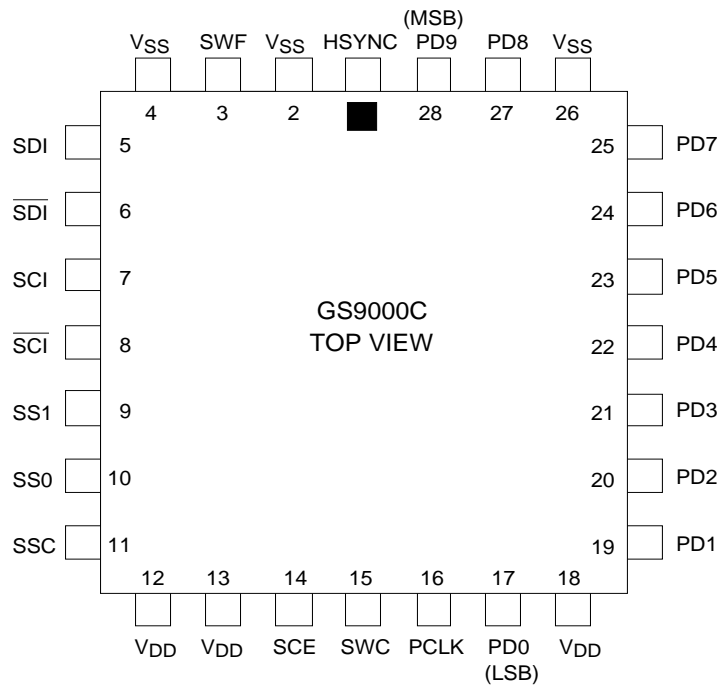 (MSB)
VSS SWF VSS HSYNC PD9 PD8 VSS
4 3 2 28 27 26
SDI 5 25 PD7
S̅D̅I̅ 6 24 PD6
SCI 7 23 PD5
S̅C̅I̅ 8 22 PD4
GS9000C
TOP VIEW
SS1 9 21 PD3
SS0 10 20 PD2
SSC 11 19 PD1
12 13 14 15 16 17 18
VDD VDD SCE SWC PCLK PD0 VDD
(LSB)